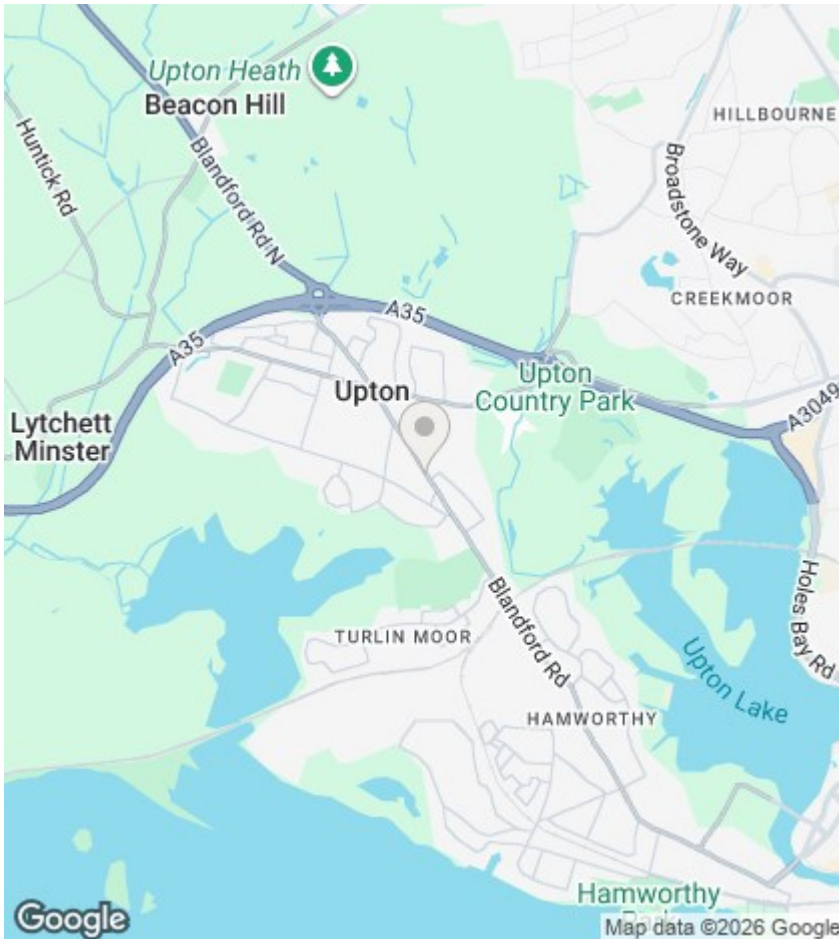 Upton Heath
Beacon Hill
HILLBOURNE
Huntick Rd
Blandford Rd N
Broadstone Way
CREEKMOOR
A35
A35
Upton
Country Park
Upton
A3049
Lytchett
Minster
Holes Bay Rd
Blandford Rd
TURLIN MOOR
Upton Lake
HAMWORTHY
Hamworthy
Park
Google
Map data ©2026 Google